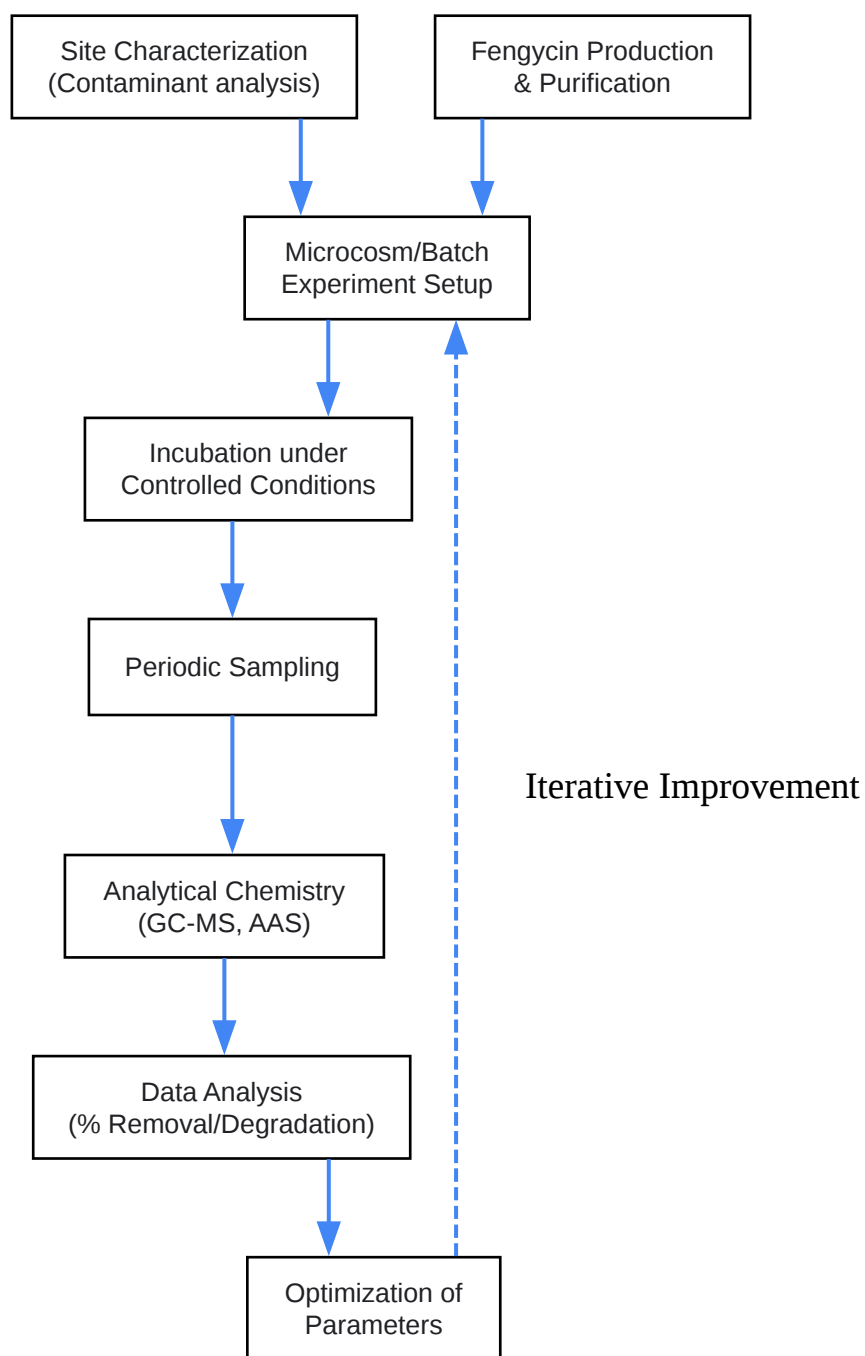 Site Characterization
(Contaminant analysis)
Fengycin Production
& Purification
Microcosm/Batch
Experiment Setup
Incubation under
Controlled Conditions
Periodic Sampling
Iterative Improvement
Analytical Chemistry
(GC-MS, AAS)
Data Analysis
(% Removal/Degradation)
Optimization of
Parameters